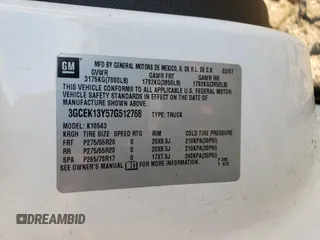 GM
MFD BY GENERAL MOTORS DE MEXICO, S. DE R.L. DE C.V. 02/07
GVWR GAWR FRT GAWR RR
3175KG(7000LB) 1792KG(3950LB) 1792KG(3950LB)
THIS VEHICLE CONFORMS TO ALL APPLICABLE U.S. FEDERAL
MOTOR VEHICLE SAFETY STANDARDS IN EFFECT ON THE DATE OF
MANUFACTURE SHOWN ABOVE.
3GCEK13Y57G512768 TYPE: TRUCK
MODEL: K10543
TIRE SIZE SPEED RTG RIM COLD TIRE PRESSURE
FRT P275/55R20 S 20X8.5J 210KPA(30PSI)
RR P275/55R20 S 20X8.5J 210KPA(30PSI)
SPA P265/70R17 S 17X7.5J 240KPA(35PSI)
SEE OWNER'S MANUAL FOR MORE INFORMATION.
COPART
I AM BIDFAX.INFO